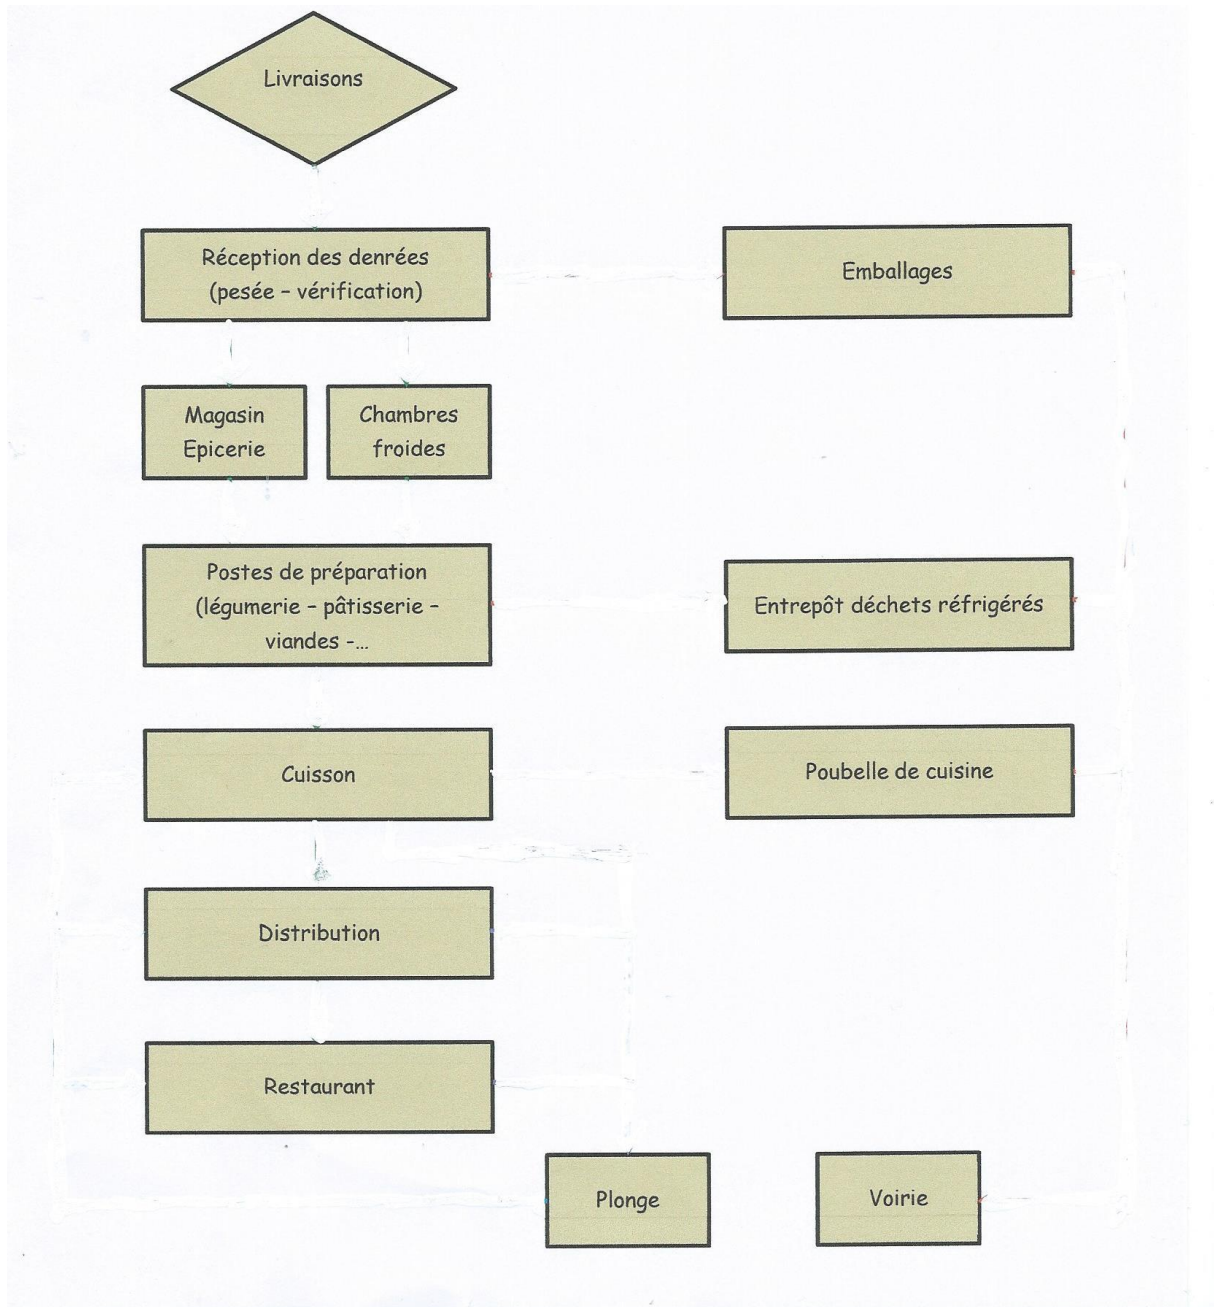 Livraisons
Réception des denrées
(pesée – vérification)
Emballages
Magasin
Epicerie
Chambres
froides
Postes de préparation
(légumerie – pâtisserie –
viandes -...
Entrepôt déchets réfrigérés
Cuisson
Poubelle de cuisine
Distribution
Restaurant
Plonge
Voirie